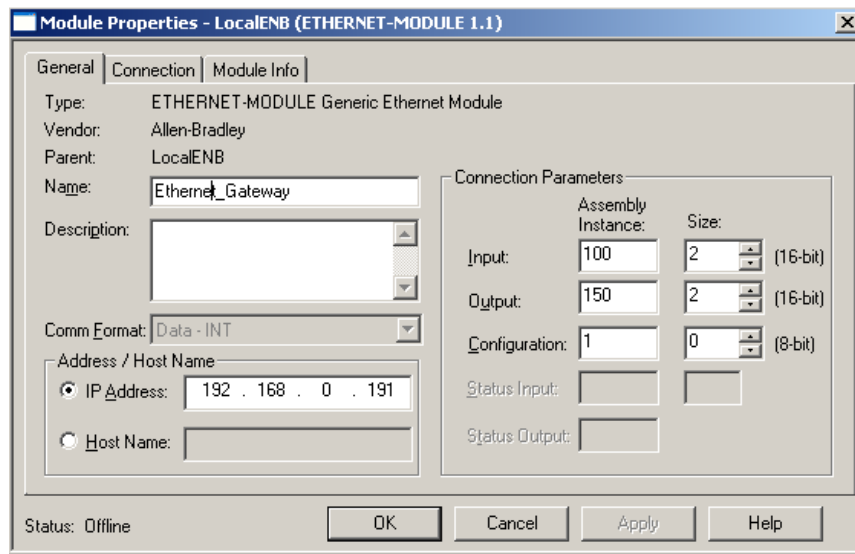 Module Properties - LocalENB (ETHERNET-MODULE 1.1)
General Connection Module Info
Type: ETHERNET-MODULE Generic Ethernet Module
Vendor: Allen-Bradley
Parent: LocalENB
Name: Ethernet_Gateway
Description:
Comm Format: Data - INT
Address / Host Name
IP Address: 192 . 168 . 0 . 191
Host Name:
Connection Parameters
Assembly
Instance: Size:
Input: 100 2 (16-bit)
Output: 150 2 (16-bit)
Configuration: 1 0 (8-bit)
Status Input:
Status Output:
Status: Offline OK Cancel Apply Help